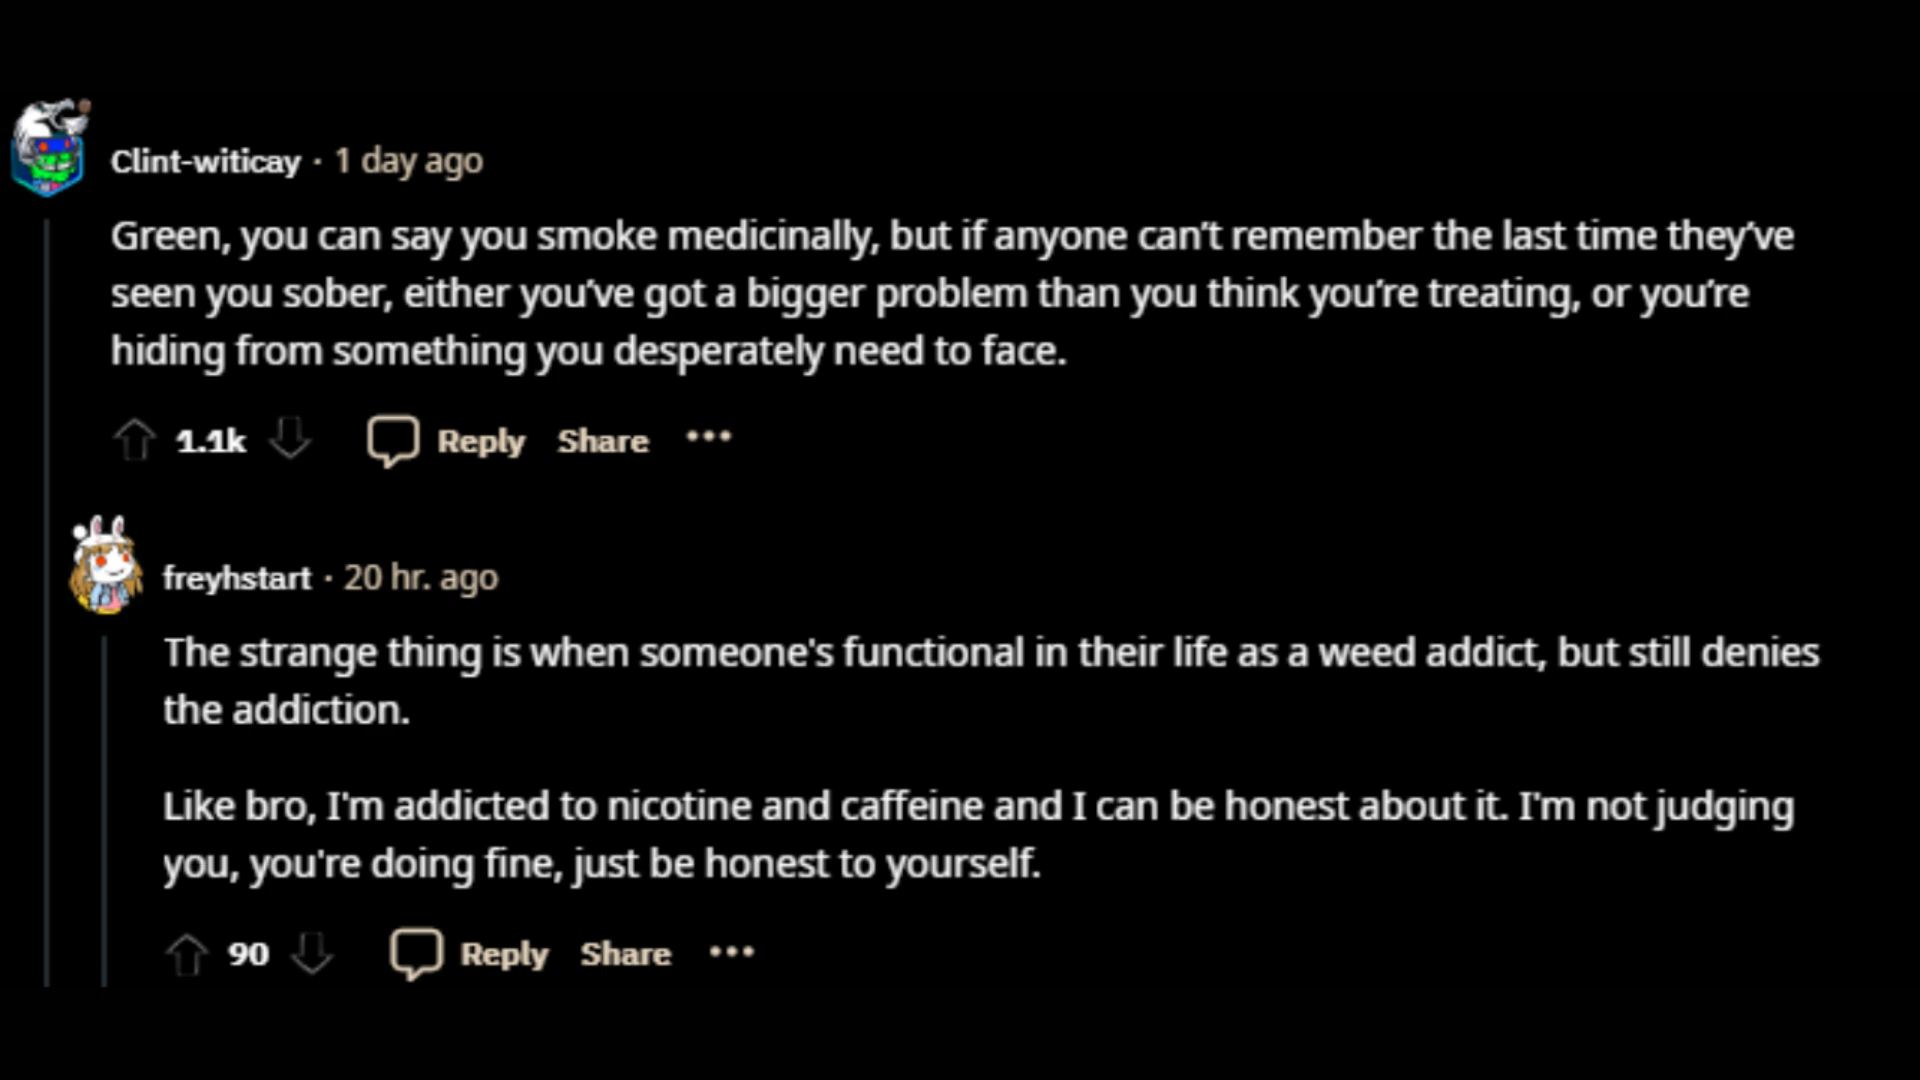 Clint-witicay · 1 day ago
Green, you can say you smoke medicinally, but if anyone can’t remember the last time they’ve
seen you sober, either you’ve got a bigger problem than you think you’re treating, or you’re
hiding from something you desperately need to face.
1.1k Reply Share •••
freyhstart · 20 hr. ago
The strange thing is when someone's functional in their life as a weed addict, but still denies
the addiction.
Like bro, I'm addicted to nicotine and caffeine and I can be honest about it. I'm not judging
you, you're doing fine, just be honest to yourself.
90 Reply Share •••